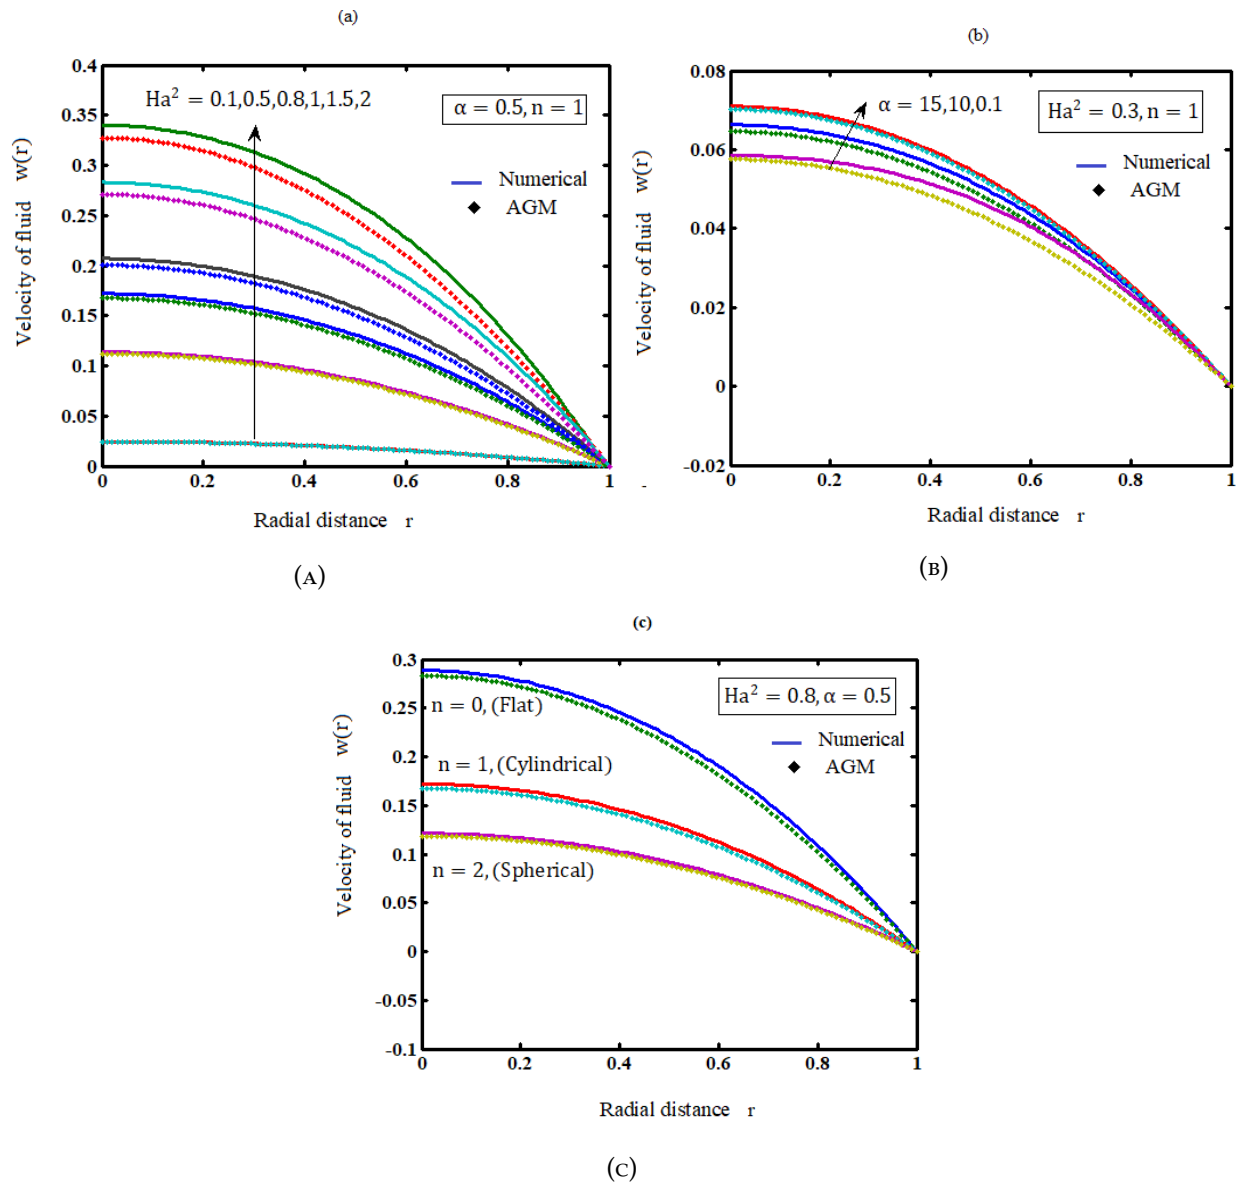 (a)
0.4
0.35
0.3
0.25
0.2
0.15
0.1
0.05
0
Velocity of fluid w(r)
Ha² = 0.1,0.5,0.8,1,1.5,2
α = 0.5, n = 1
Numerical
AGM
0 0.2 0.4 0.6 0.8 1
Radial distance r
(A)
(b)
0.08
0.06
0.04
0.02
0
-0.02
Velocity of fluid w(r)
α = 15,10,0.1
Ha² = 0.3, n = 1
Numerical
AGM
0 0.2 0.4 0.6 0.8 1
Radial distance r
(B)
(c)
0.3
0.25
0.2
0.15
0.1
0.05
0
-0.05
-0.1
Velocity of fluid w(r)
Ha² = 0.8, α = 0.5
n = 0, (Flat)
Numerical
AGM
n = 1, (Cylindrical)
n = 2, (Spherical)
0 0.2 0.4 0.6 0.8 1
Radial distance r
(C)